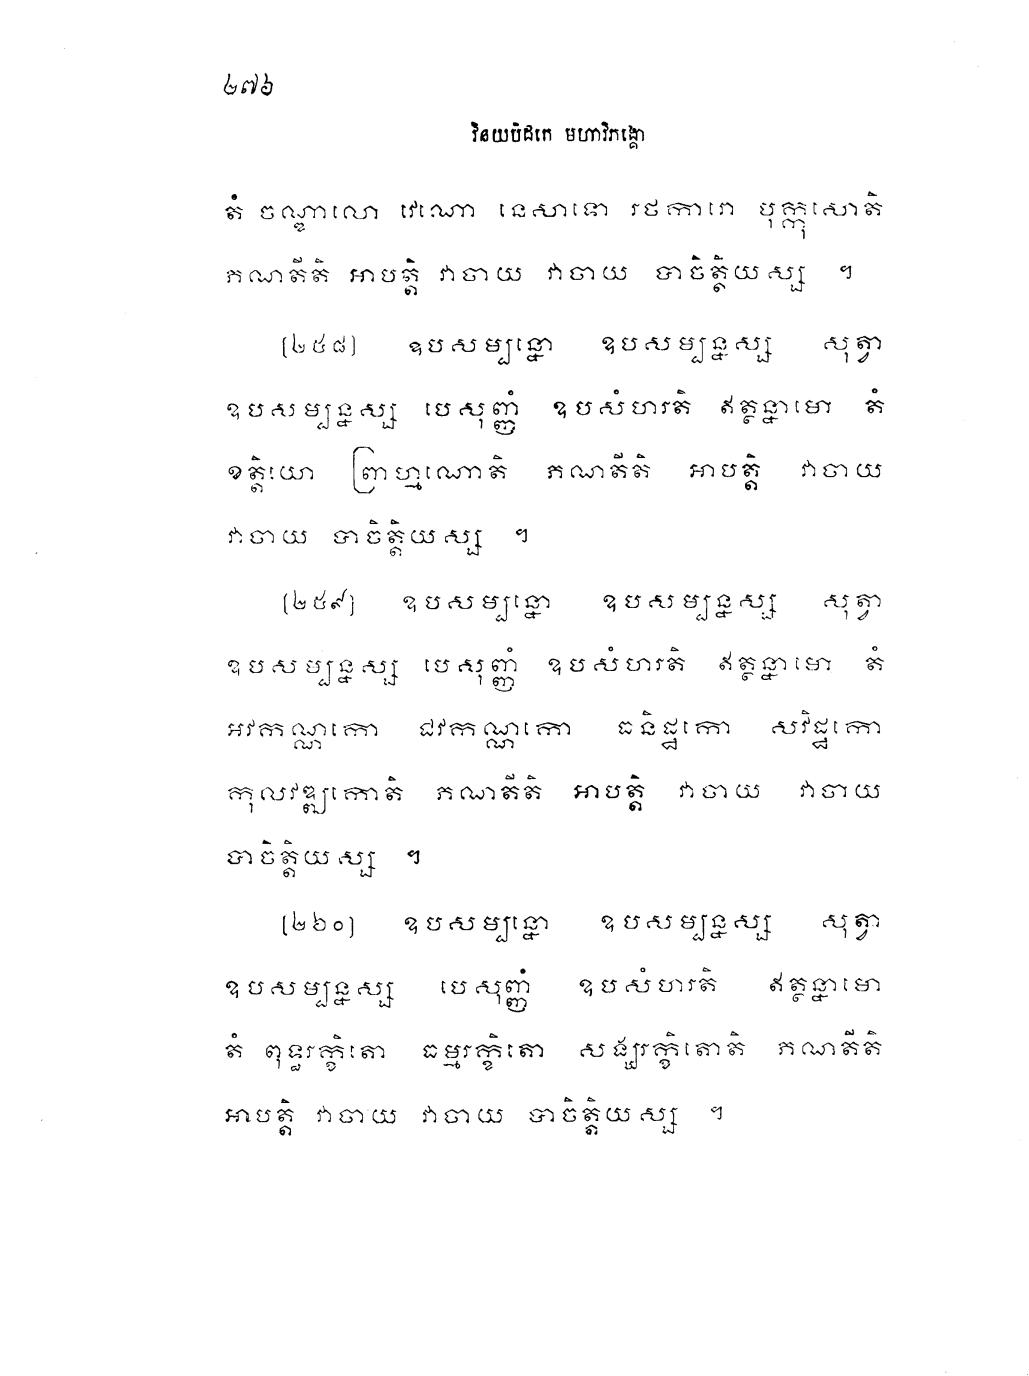 ២៧៦
វិនយបិដកេ មហាវិភង្គោ
តំ ចណ្ឌាលោ វេណោ នេសាទោ រថការោ បុក្កុសោតិ
ភណតីតិ អាបត្តិ វាចាយ វាចាយ បាចិត្តិយស្ស ។
[២៥៨] ឧបសម្បន្នោ ឧបសម្បន្នស្ស សុត្វា
ឧបសម្បន្នស្ស បេសុញ្ញំ ឧបសំហរតិ ឥត្ថន្នាមោ តំ
ខត្តិយោ ព្រាហ្មណោតិ ភណតីតិ អាបត្តិ វាចាយ
វាចាយ បាចិត្តិយស្ស ។
[២៥៩] ឧបសម្បន្នោ ឧបសម្បន្នស្ស សុត្វា
ឧបសម្បន្នស្ស បេសុញ្ញំ ឧបសំហរតិ ឥត្ថន្នាមោ តំ
អវកណ្ណកោ ជវកណ្ណកោ ធនិដ្ឋកោ សវិដ្ឋកោ
កុលវឌ្ឍកោតិ ភណតីតិ អាបត្តិ វាចាយ វាចាយ
បាចិត្តិយស្ស ។
[២៦០] ឧបសម្បន្នោ ឧបសម្បន្នស្ស សុត្វា
ឧបសម្បន្នស្ស បេសុញ្ញំ ឧបសំហរតិ ឥត្ថន្នាមោ
តំ ពុទ្ធរក្ខិតោ ធម្មរក្ខិតោ សង្ឃរក្ខិតោតិ ភណតីតិ
អាបត្តិ វាចាយ វាចាយ បាចិត្តិយស្ស ។